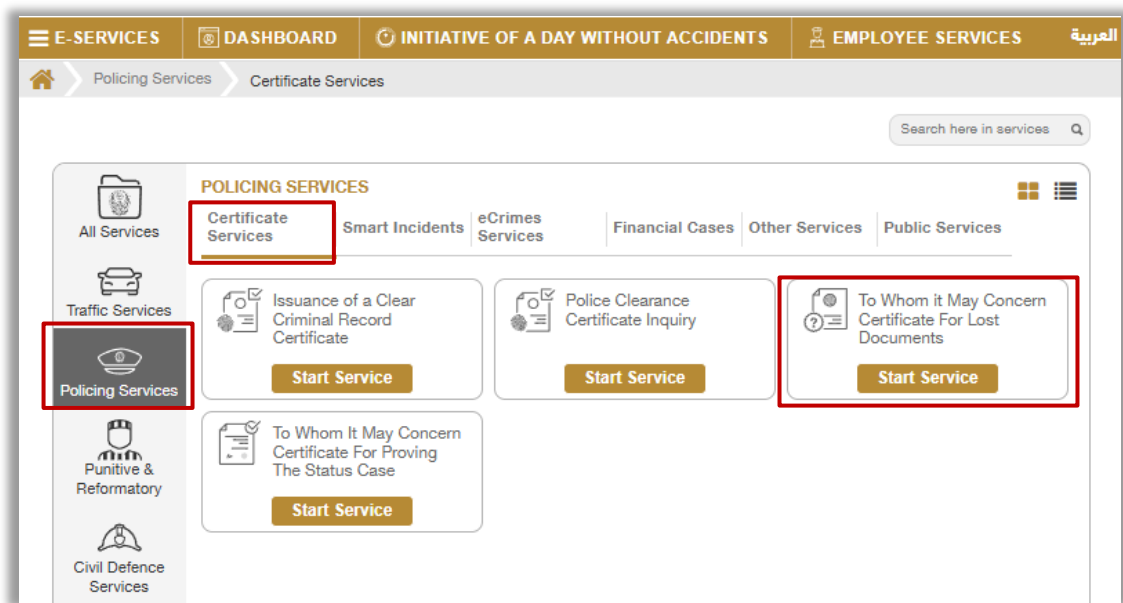 E-SERVICES
DASHBOARD
INITIATIVE OF A DAY WITHOUT ACCIDENTS
EMPLOYEE SERVICES
العربية
Policing Services
Certificate Services
Search here in services
All Services
Traffic Services
Policing Services
Punitive &
Reformatory
Civil Defence
Services
POLICING SERVICES
Certificate
Services
Smart Incidents
eCrimes
Services
Financial Cases
Other Services
Public Services
Issuance of a Clear
Criminal Record
Certificate
Start Service
Police Clearance
Certificate Inquiry
Start Service
To Whom it May Concern
Certificate For Lost
Documents
Start Service
To Whom It May Concern
Certificate For Proving
The Status Case
Start Service